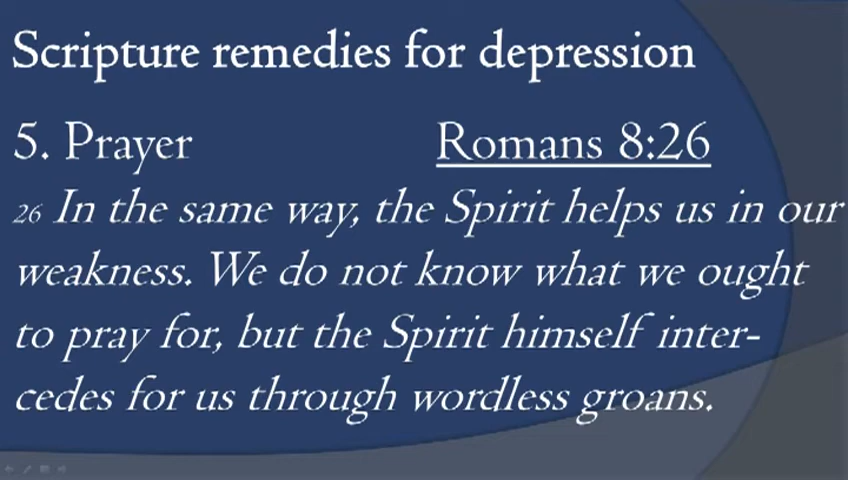 Scripture remedies for depression
5. Prayer Romans 8:26
26 In the same way, the Spirit helps us in our
weakness. We do not know what we ought
to pray for, but the Spirit himself inter-
cedes for us through wordless groans.